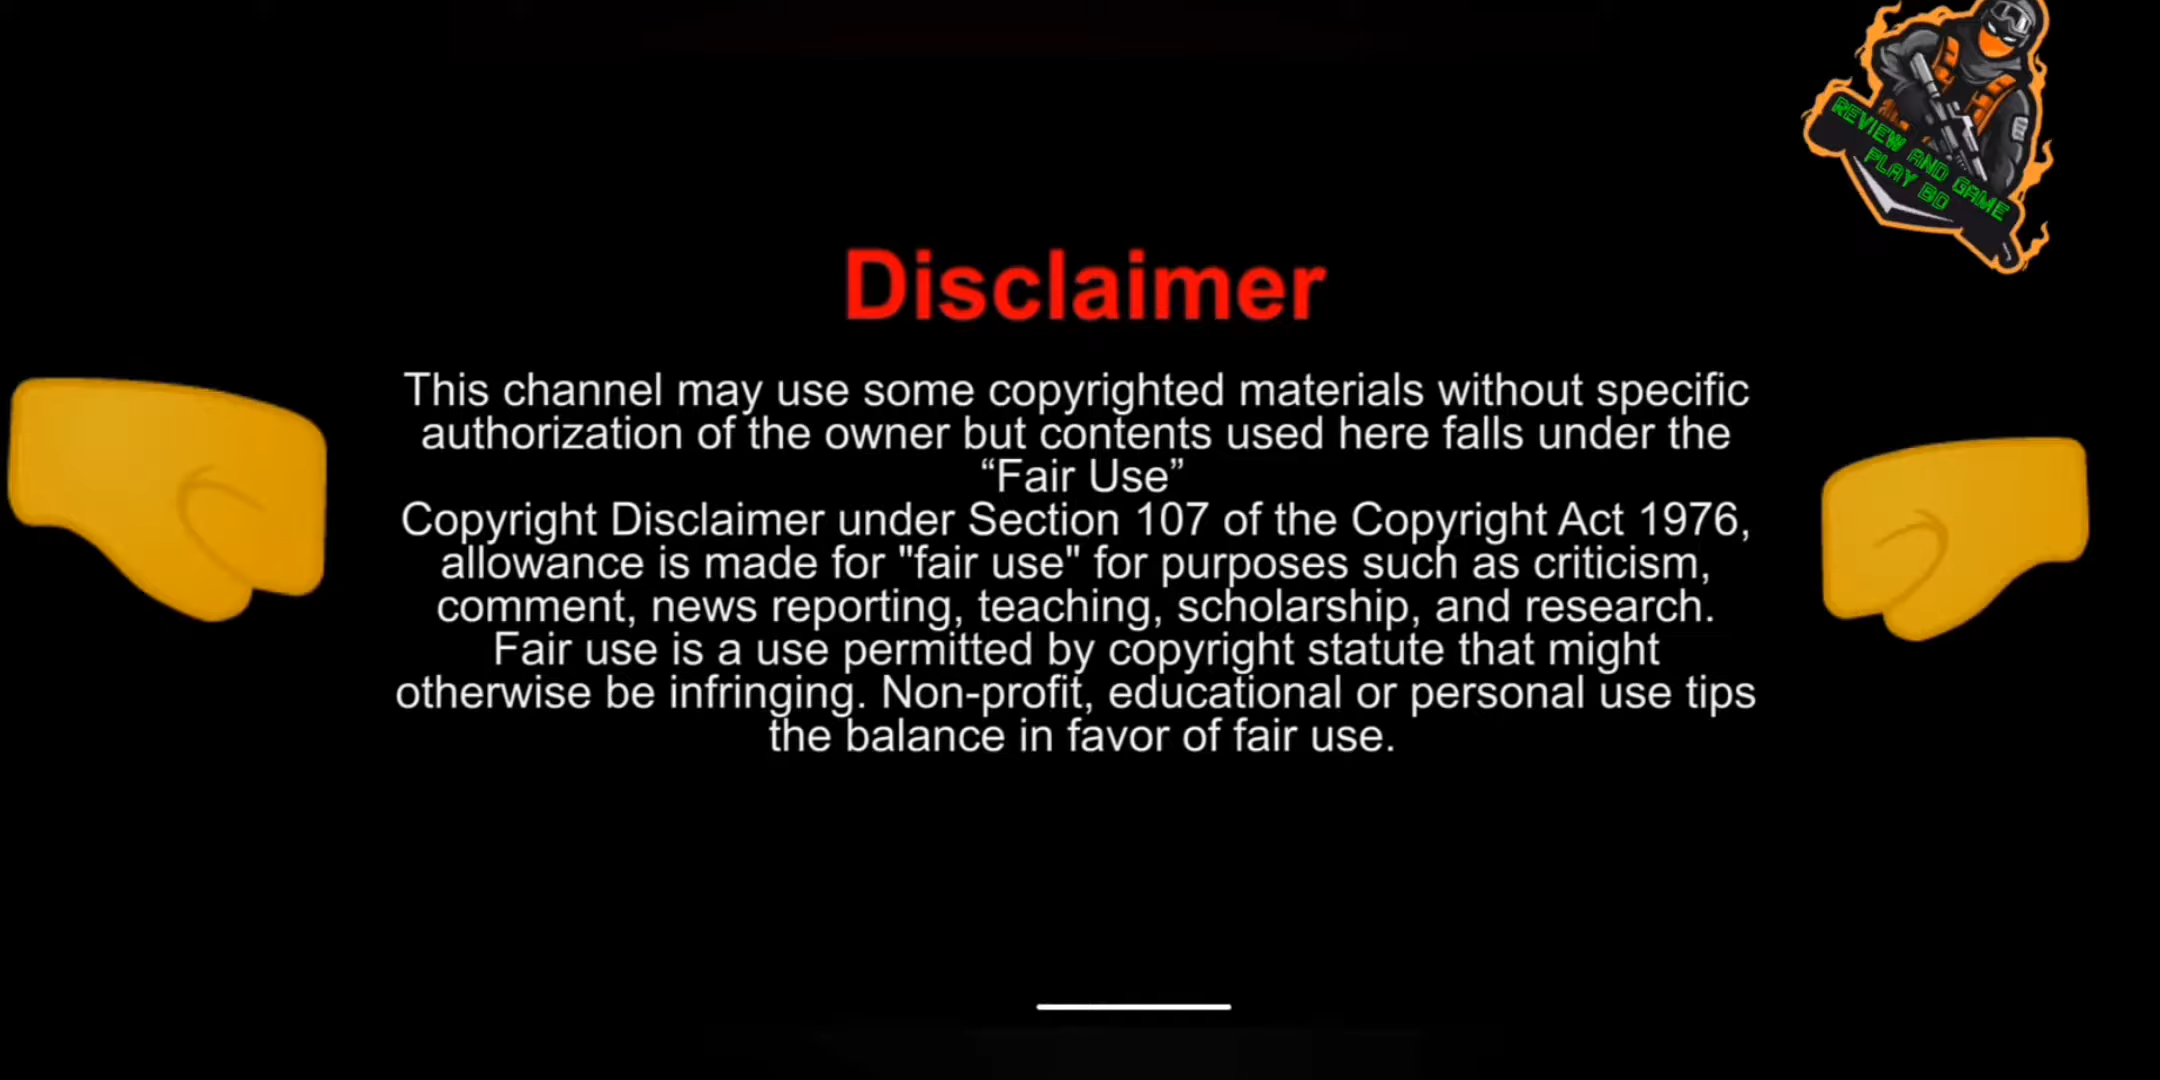 REVIEW AND GAME
PLAY BD
Disclaimer
This channel may use some copyrighted materials without specific
authorization of the owner but contents used here falls under the
“Fair Use”
Copyright Disclaimer under Section 107 of the Copyright Act 1976,
allowance is made for "fair use" for purposes such as criticism,
comment, news reporting, teaching, scholarship, and research.
Fair use is a use permitted by copyright statute that might
otherwise be infringing. Non-profit, educational or personal use tips
the balance in favor of fair use.